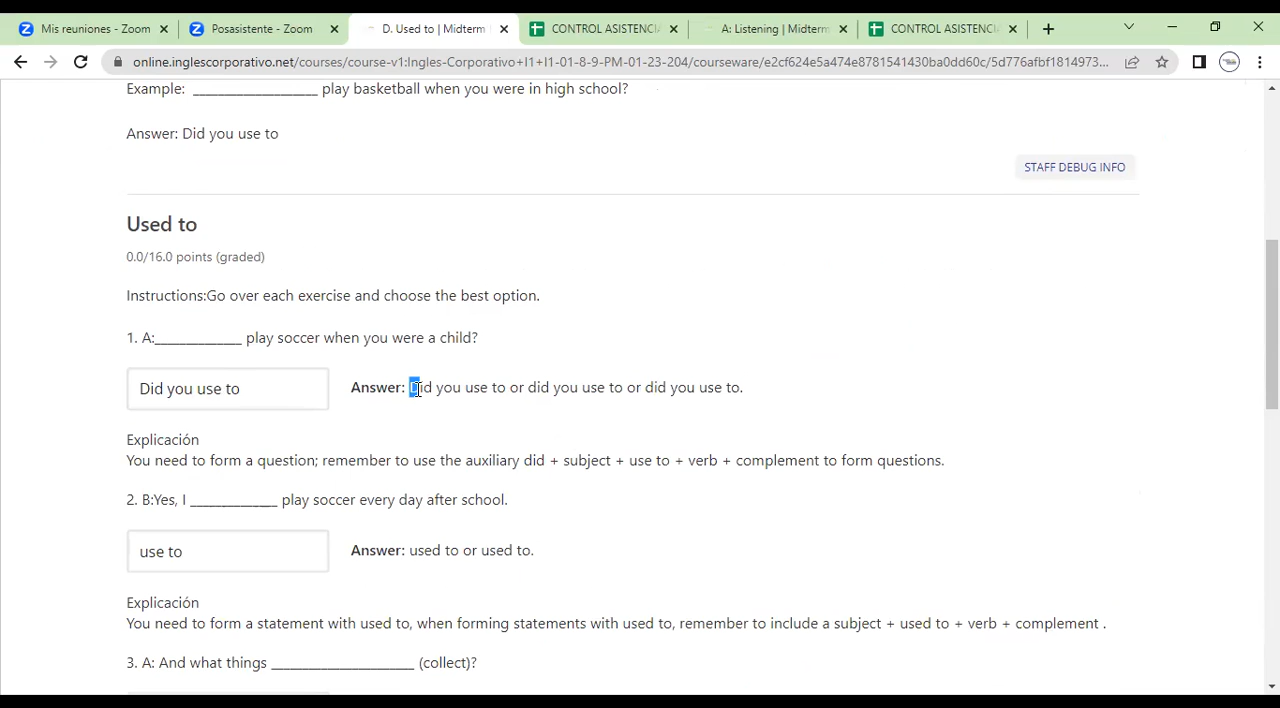 Mis reuniones - Zoom
Posasistente - Zoom
D. Used to | Midterm
CONTROL ASISTENCIA
A: Listening | Midterm
CONTROL ASISTENCIA
online.inglescorporativo.net/courses/course-v1:Ingles-Corporativo+I1+I1-01-8-9-PM-01-23-204/courseware/e2cf624e5a474e8781541430ba0dd60c/5d776afbf1814973...
Example: ____________________ play basketball when you were in high school?
Answer: Did you use to
STAFF DEBUG INFO
Used to
0.0/16.0 points (graded)
Instructions:Go over each exercise and choose the best option.
1. A:_____________ play soccer when you were a child?
Did you use to
Answer: Did you use to or did you use to or did you use to.
Explicación
You need to form a question; remember to use the auxiliary did + subject + use to + verb + complement to form questions.
2. B:Yes, I _____________ play soccer every day after school.
use to
Answer: used to or used to.
Explicación
You need to form a statement with used to, when forming statements with used to, remember to include a subject + used to + verb + complement .
3. A: And what things _____________________ (collect)?